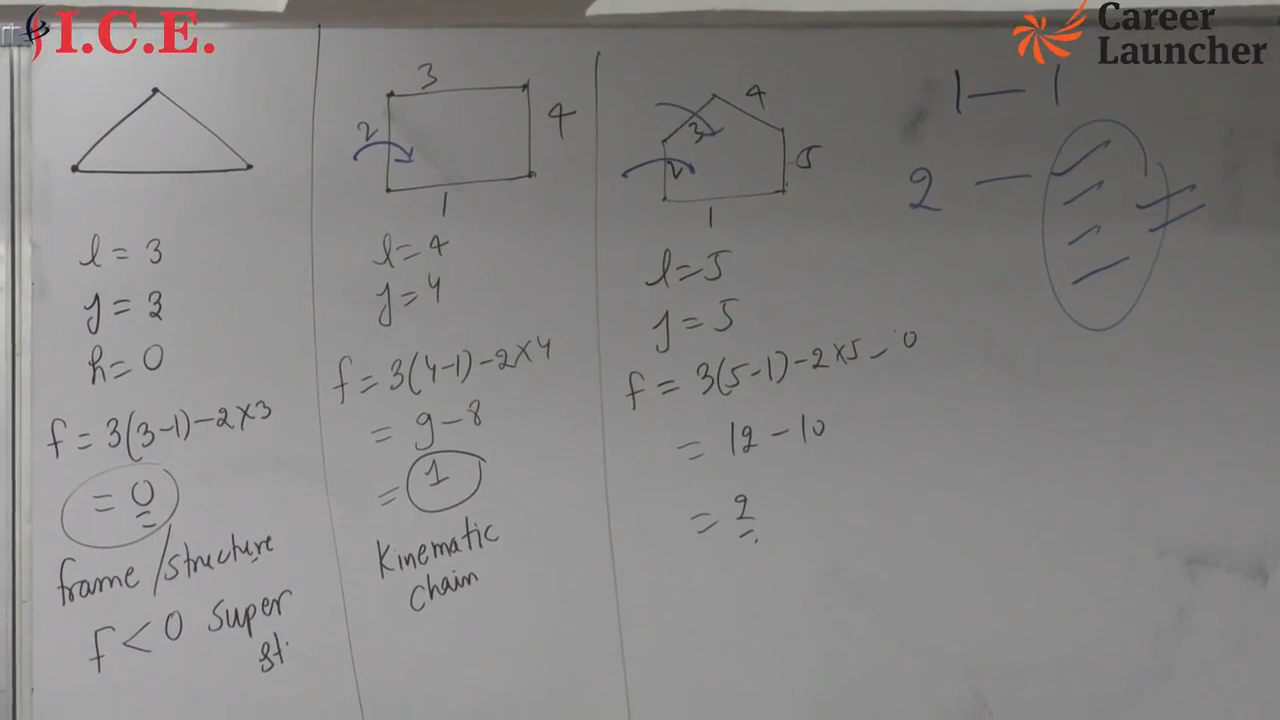 I.C.E.
Career
Launcher
l = 3
j = 3
h = 0
f = 3(3-1)-2×3
= 0
frame/structure
f < 0 super
st.
3
2
4
1
l = 4
j = 4
f = 3(4-1)-2×4
= 9-8
= 1
Kinematic
chain
4
3
2
5
1
l = 5
j = 5
f = 3(5-1)-2×5-0
= 12-10
= 2
1 — 1
2 —